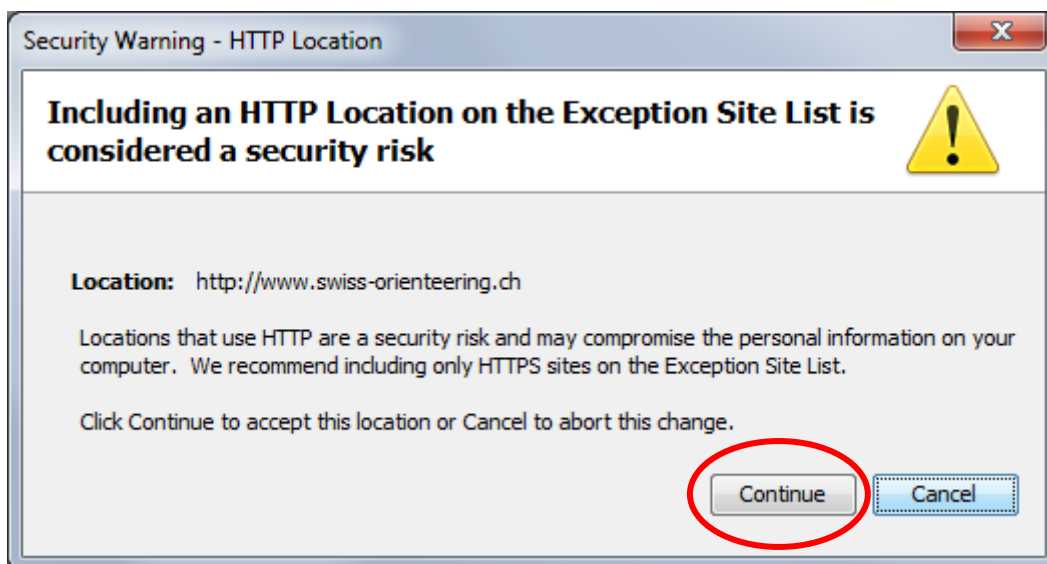 Security Warning - HTTP Location
Including an HTTP Location on the Exception Site List is
considered a security risk
Location: http://www.swiss-orienteering.ch
Locations that use HTTP are a security risk and may compromise the personal information on your
computer. We recommend including only HTTPS sites on the Exception Site List.
Click Continue to accept this location or Cancel to abort this change.
Continue Cancel